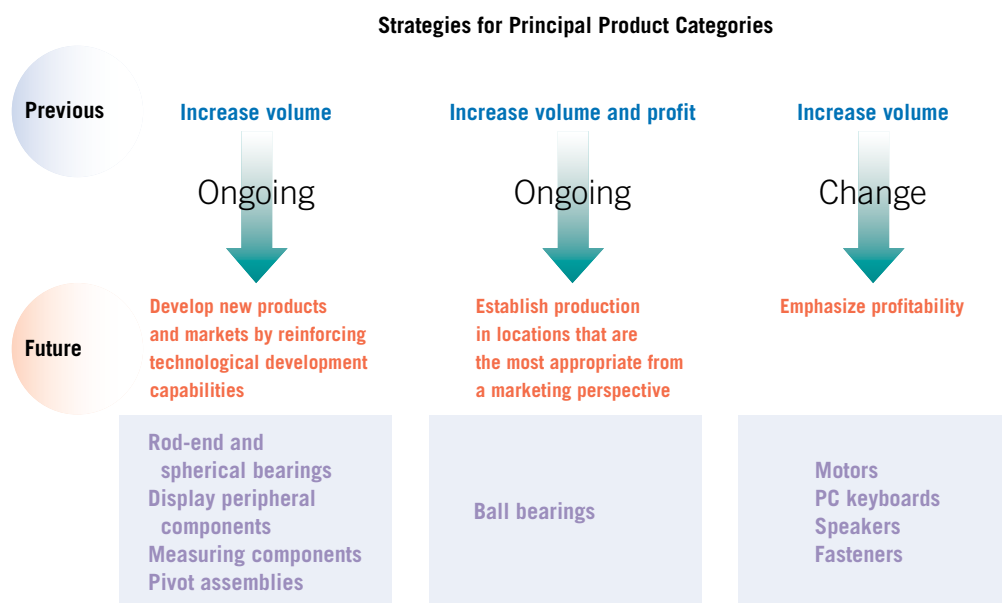 Strategies for Principal Product Categories
Previous
Increase volume
Increase volume and profit
Increase volume
Ongoing
Ongoing
Change
Future
Develop new products
and markets by reinforcing
technological development
capabilities
Establish production
in locations that are
the most appropriate from
a marketing perspective
Emphasize profitability
Rod-end and
spherical bearings
Display peripheral
components
Measuring components
Pivot assemblies
Ball bearings
Motors
PC keyboards
Speakers
Fasteners